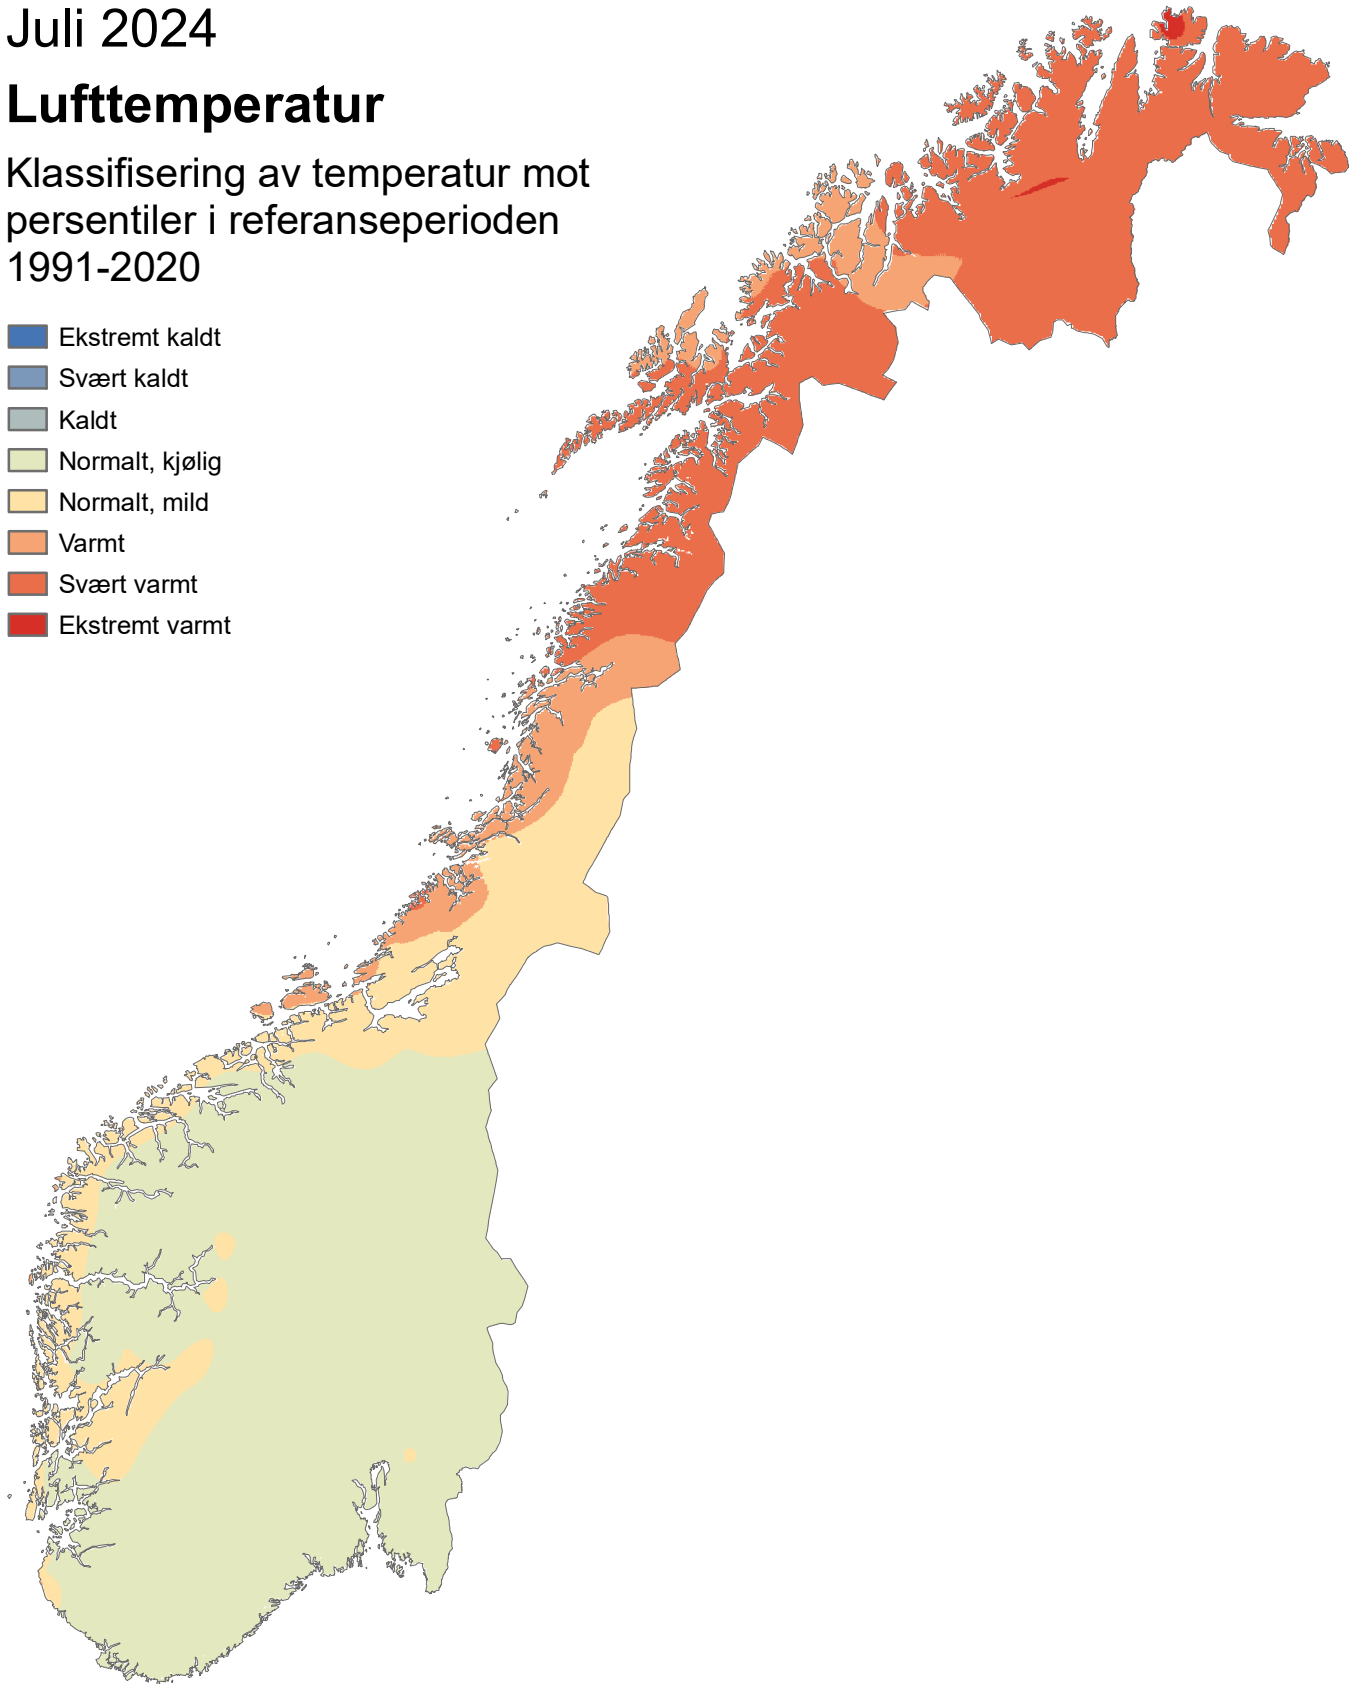 Juli 2024
Lufttemperatur
Klassifisering av temperatur mot
persentiler i referanseperioden
1991-2020
Ekstremt kaldt
Svært kaldt
Kaldt
Normalt, kjølig
Normalt, mild
Varmt
Svært varmt
Ekstremt varmt